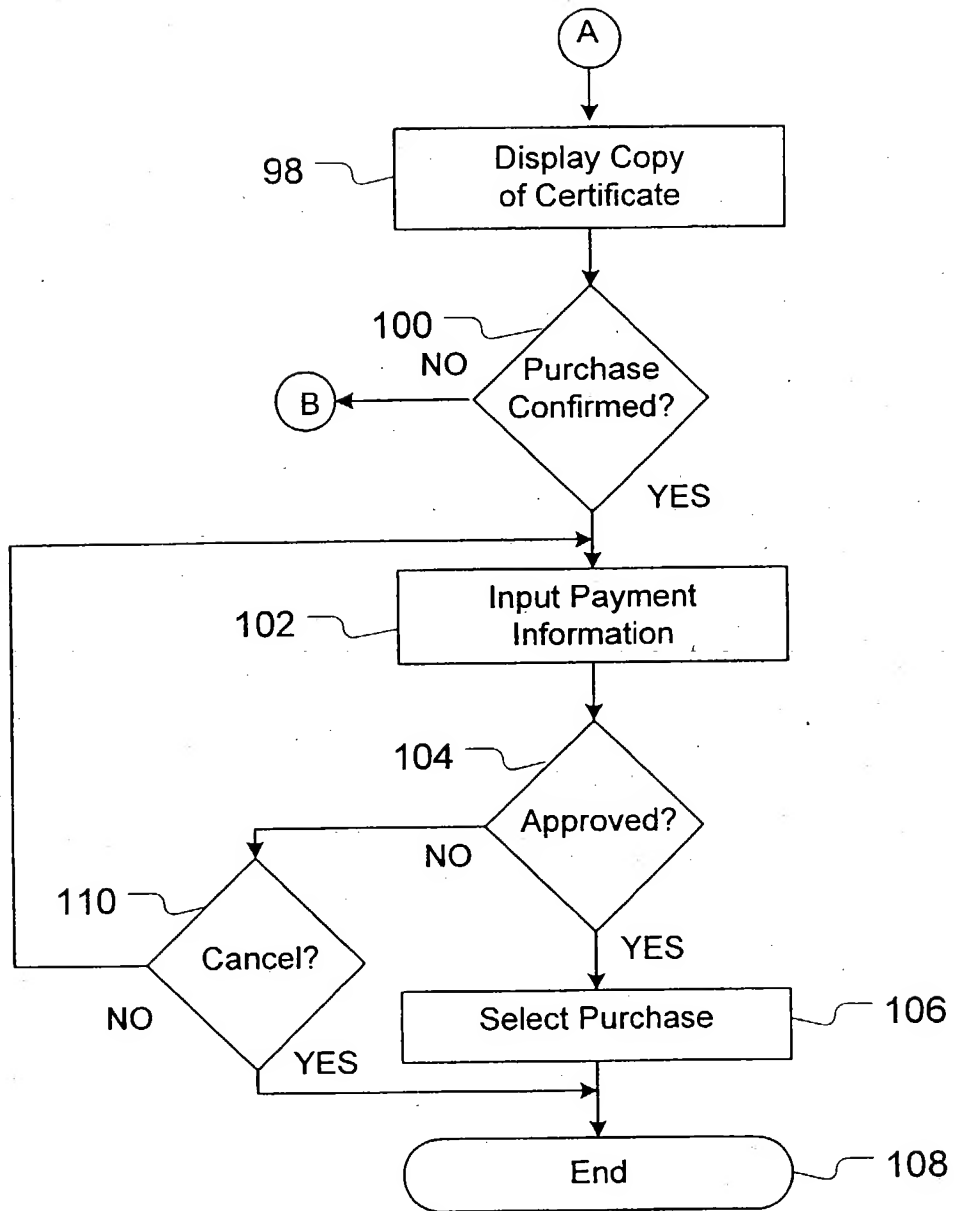 A
98
Display Copy
of Certificate
100
NO
Purchase
Confirmed?
B
YES
102
Input Payment
Information
104
Approved?
NO
110
Cancel?
YES
NO
Select Purchase
106
YES
End
108